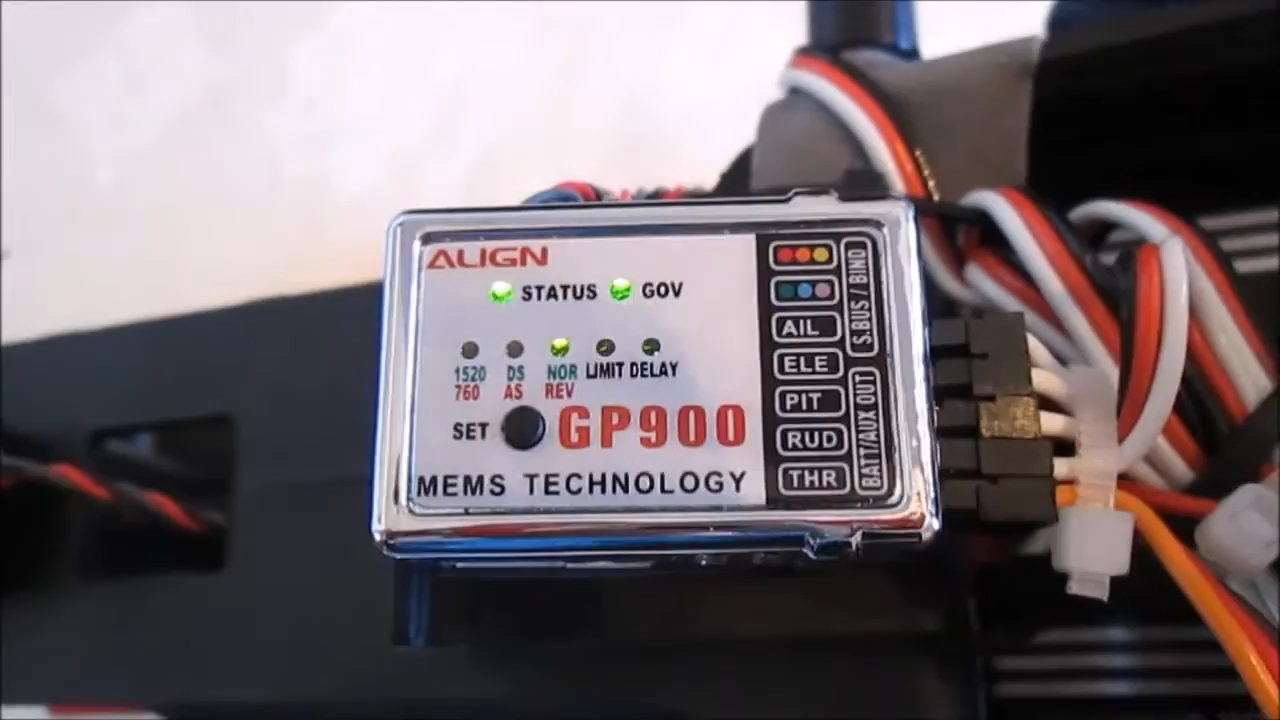 ALIGN
STATUS GOV
1520 DS NOR LIMIT DELAY
760 AS REV
SET GP900
MEMS TECHNOLOGY
AIL
ELE
PIT
RUD
THR
S.BUS / BIND
BATT/AUX OUT